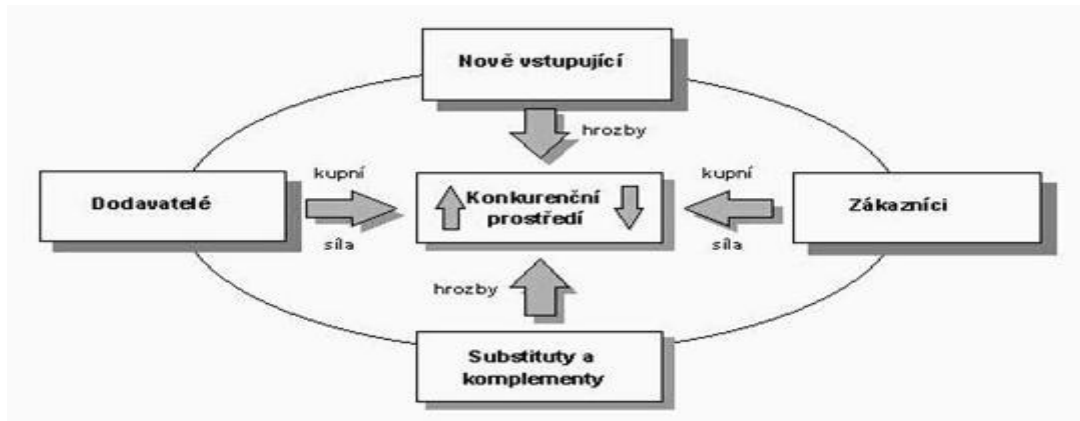 Nově vstupující
hrozby
kupní
kupní
Dodavatelé
Konkurenční
prostředí
Zákazníci
síla
síla
hrozby
Substituty a
komplementy